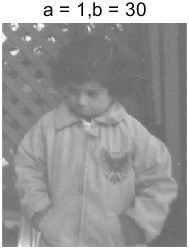 a = 1,b = 30